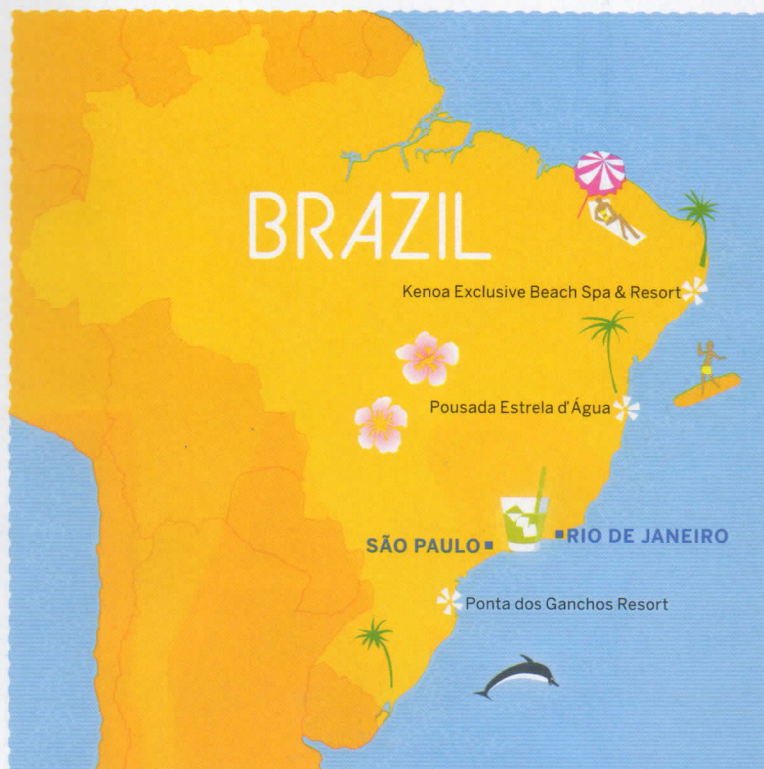 BRAZIL
Kenoa Exclusive Beach Spa & Resort
Pousada Estrela d'Água
SÃO PAULO
RIO DE JANEIRO
Ponta dos Ganchos Resort